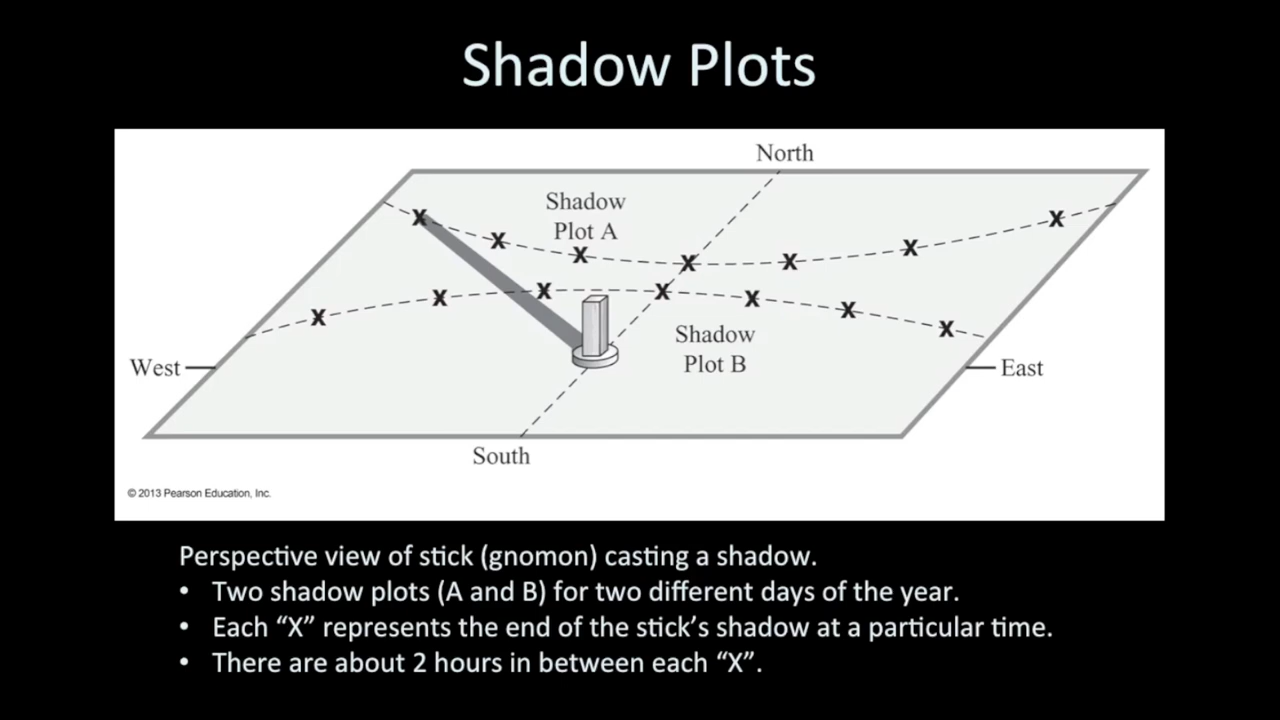 Shadow Plots
North
Shadow
Plot A
X
X
X
X
X
X
X
X
X
X
X
X
X
X
Shadow
Plot B
West
East
South
© 2013 Pearson Education, Inc.
Perspective view of stick (gnomon) casting a shadow.
• Two shadow plots (A and B) for two different days of the year.
• Each “X” represents the end of the stick’s shadow at a particular time.
• There are about 2 hours in between each “X”.